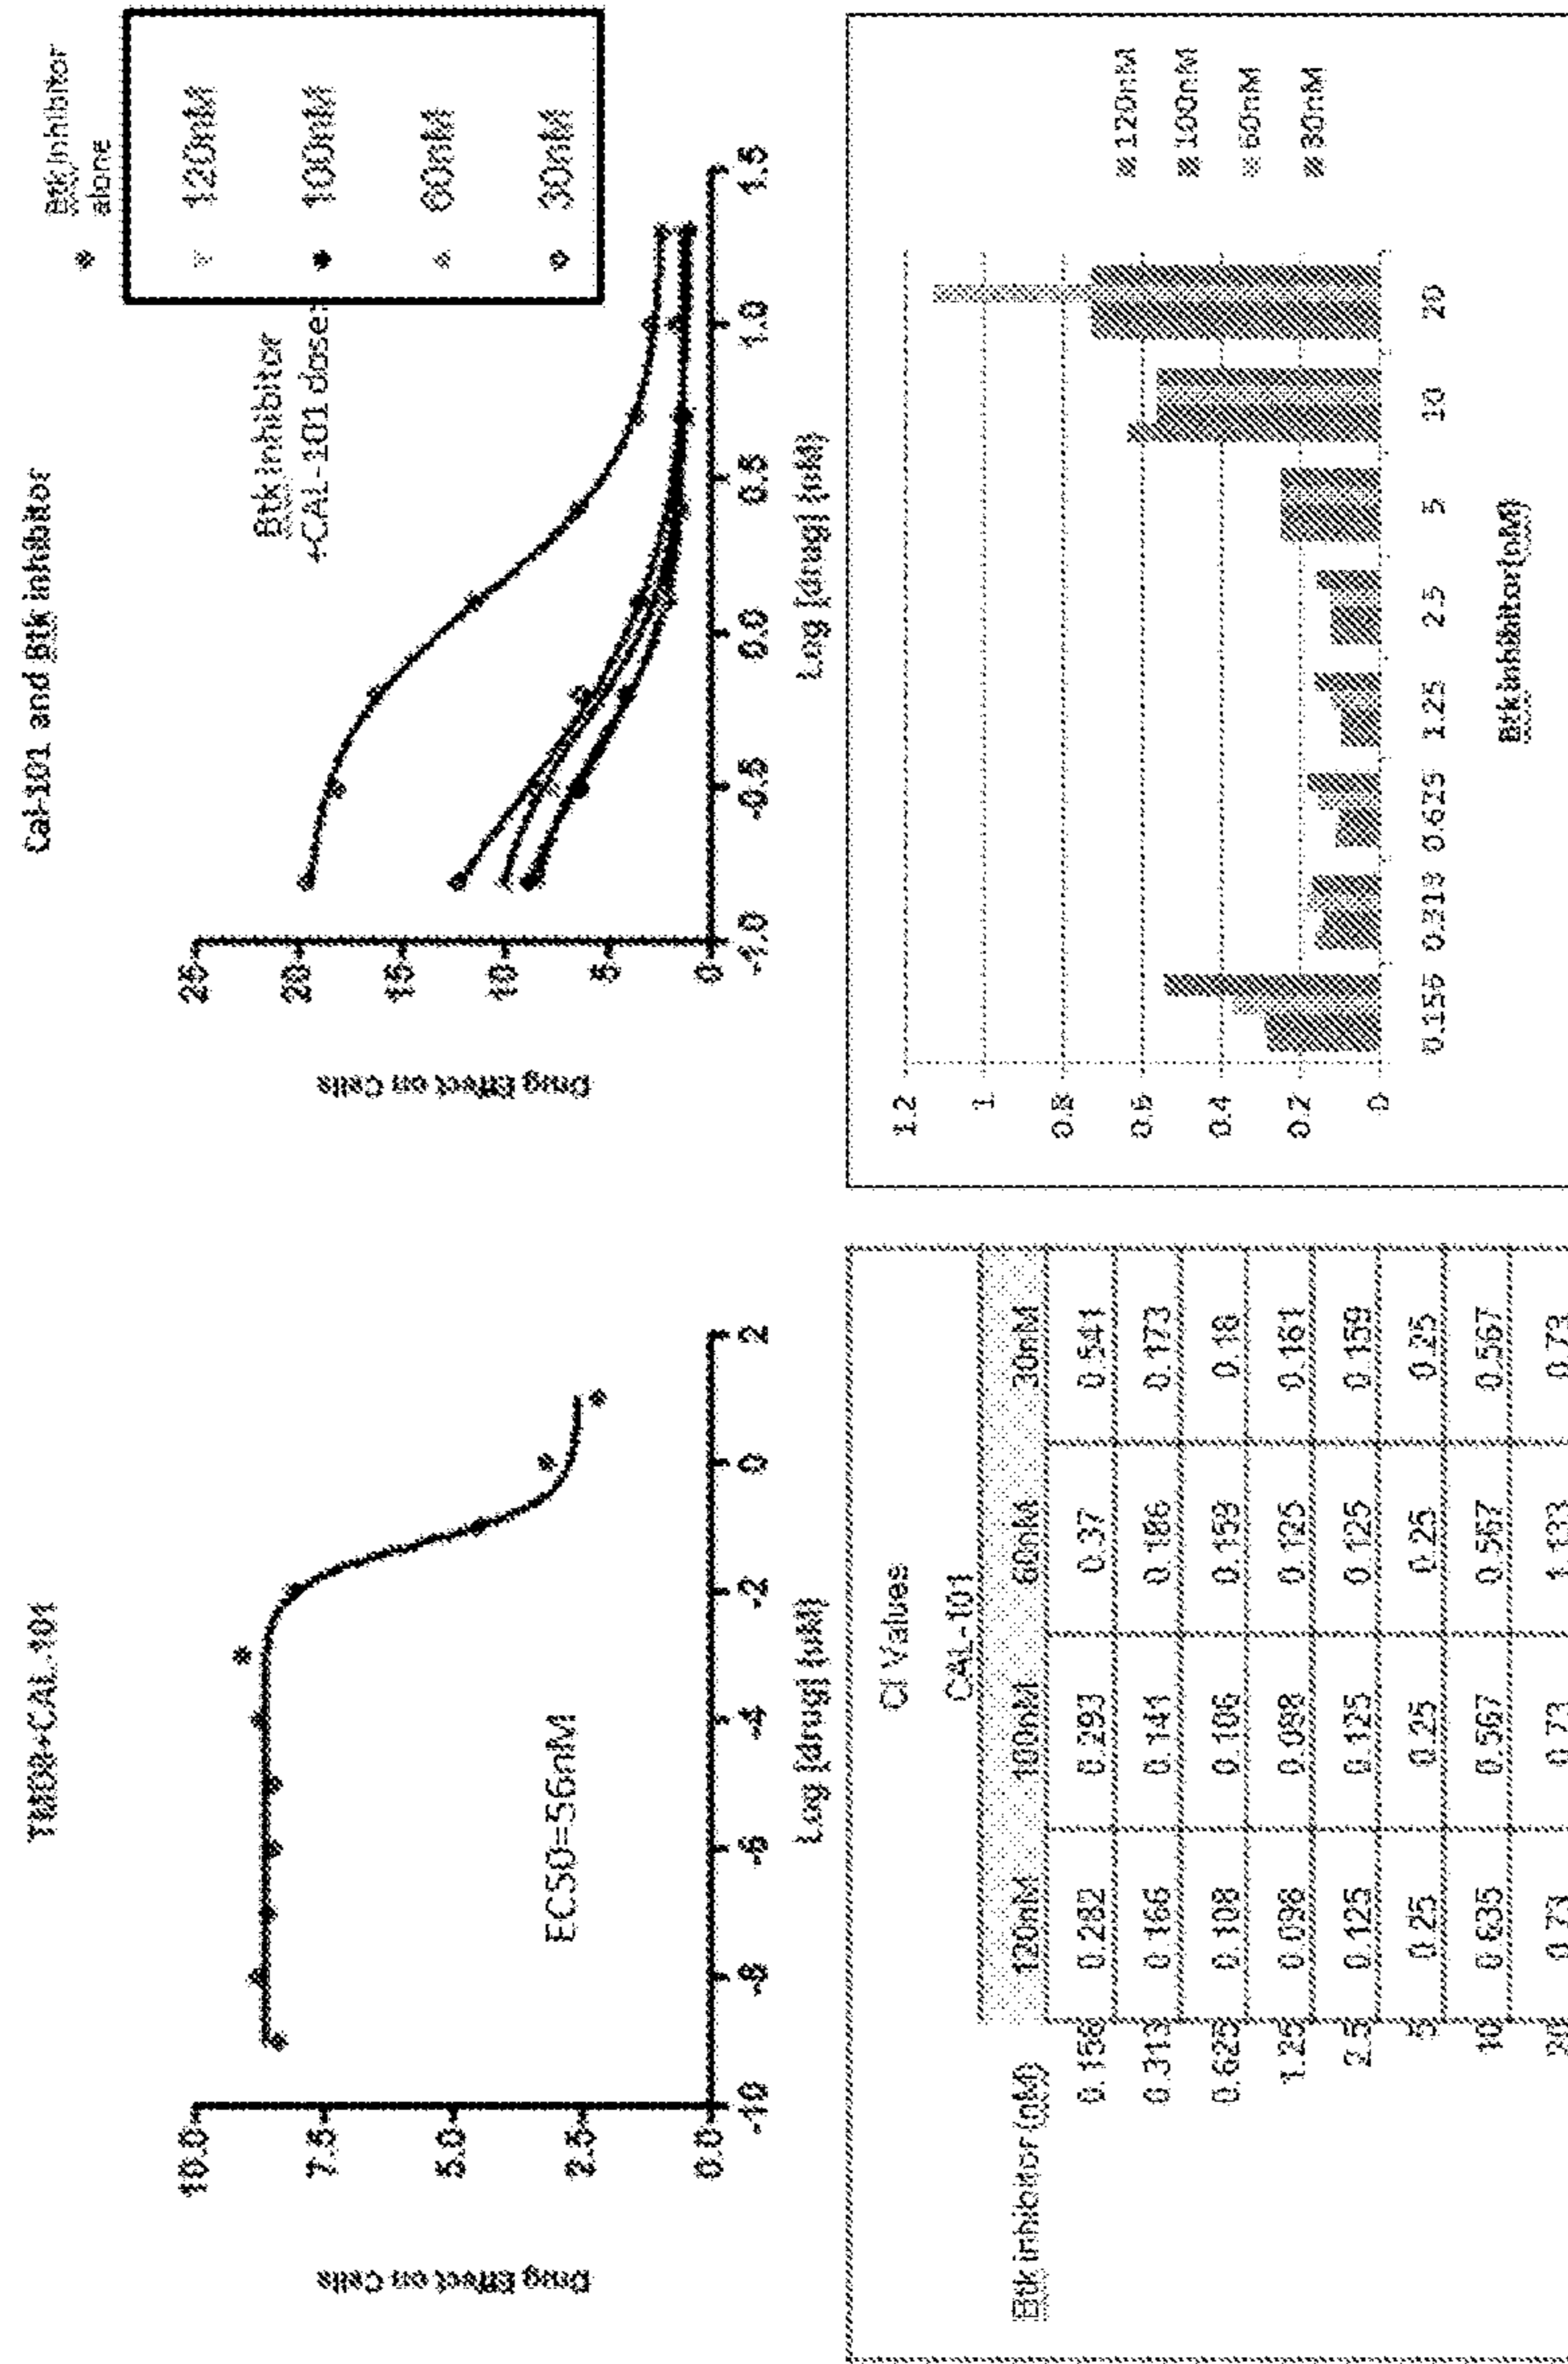 TMD8+CAL-101
Drug Effect on Cells
10.0
7.5
5.0
2.5
0.0
-10
-8
-6
-4
-2
0
2
EC50=56nM
Log [drug] (uM)
Cal-101 and Btk inhibitor
Drug Effect on Cells
25
20
15
10
5
0
-1.0
-0.5
0.0
0.5
1.0
1.5
Log [drug] (uM)
Btk inhibitor
alone
Btk inhibitor
+CAL-101 dose:
120nM
100nM
60nM
30nM
CI Values
CAL-101
Btk inhibitor (nM) 120nM 100nM 60nM 30nM
0.156 0.282 0.293 0.37 0.541
0.313 0.166 0.141 0.186 0.173
0.625 0.108 0.106 0.159 0.18
1.25 0.098 0.098 0.125 0.161
2.5 0.125 0.125 0.125 0.159
5 0.25 0.25 0.25 0.25
10 0.635 0.567 0.567 0.567
20 0.73 0.73 1.133 0.73
1.2
1
0.8
0.6
0.4
0.2
0
0.156 0.313 0.625 1.25 2.5 5 10 20
Btk inhibitor (nM)
120nM
100nM
60nM
30nM